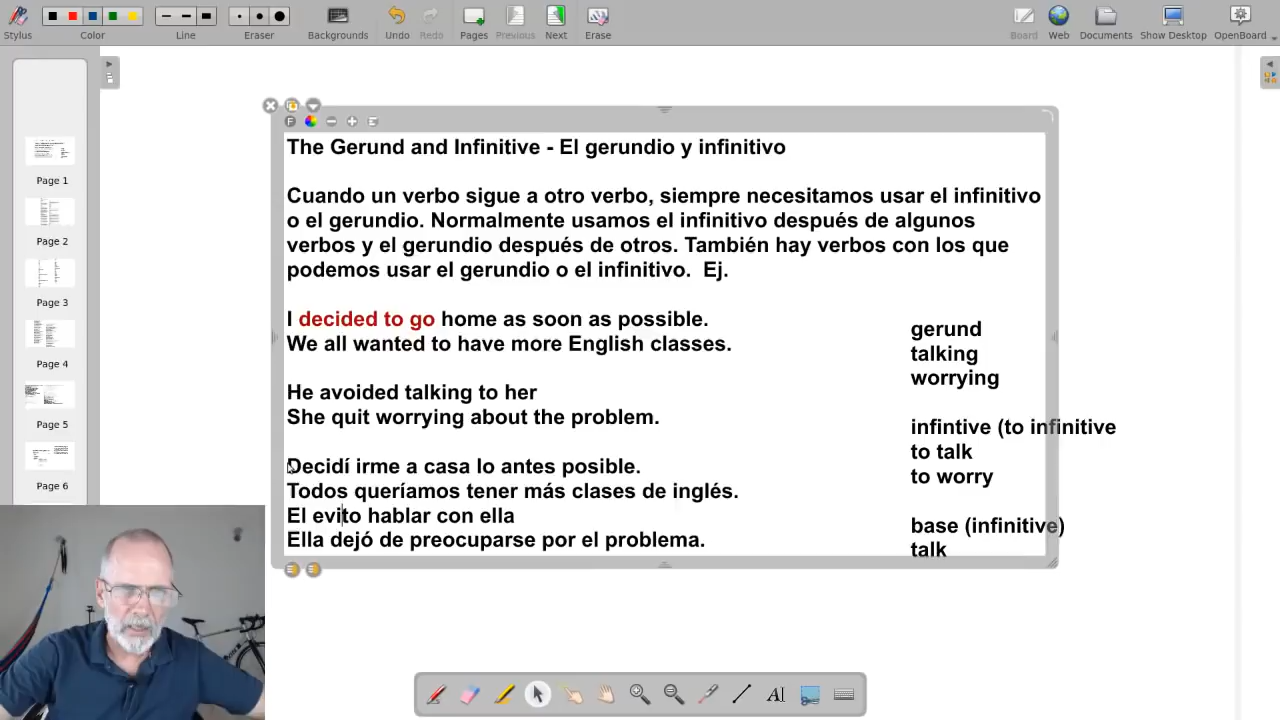 Stylus
Color
Line
Eraser
Backgrounds
Undo
Redo
Pages
Previous
Next
Erase
Board
Web
Documents
Show Desktop
OpenBoard
Page 1
Page 2
Page 3
Page 4
Page 5
Page 6
F
The Gerund and Infinitive - El gerundio y infinitivo
Cuando un verbo sigue a otro verbo, siempre necesitamos usar el infinitivo
o el gerundio. Normalmente usamos el infinitivo después de algunos
verbos y el gerundio después de otros. También hay verbos con los que
podemos usar el gerundio o el infinitivo.  Ej.
I decided to go home as soon as possible.
We all wanted to have more English classes.
He avoided talking to her
She quit worrying about the problem.
Decidí irme a casa lo antes posible.
Todos queríamos tener más clases de inglés.
El evito hablar con ella
Ella dejó de preocuparse por el problema.
gerund
talking
worrying
infintive (to infinitive
to talk
to worry
base (infinitive)
talk
AI